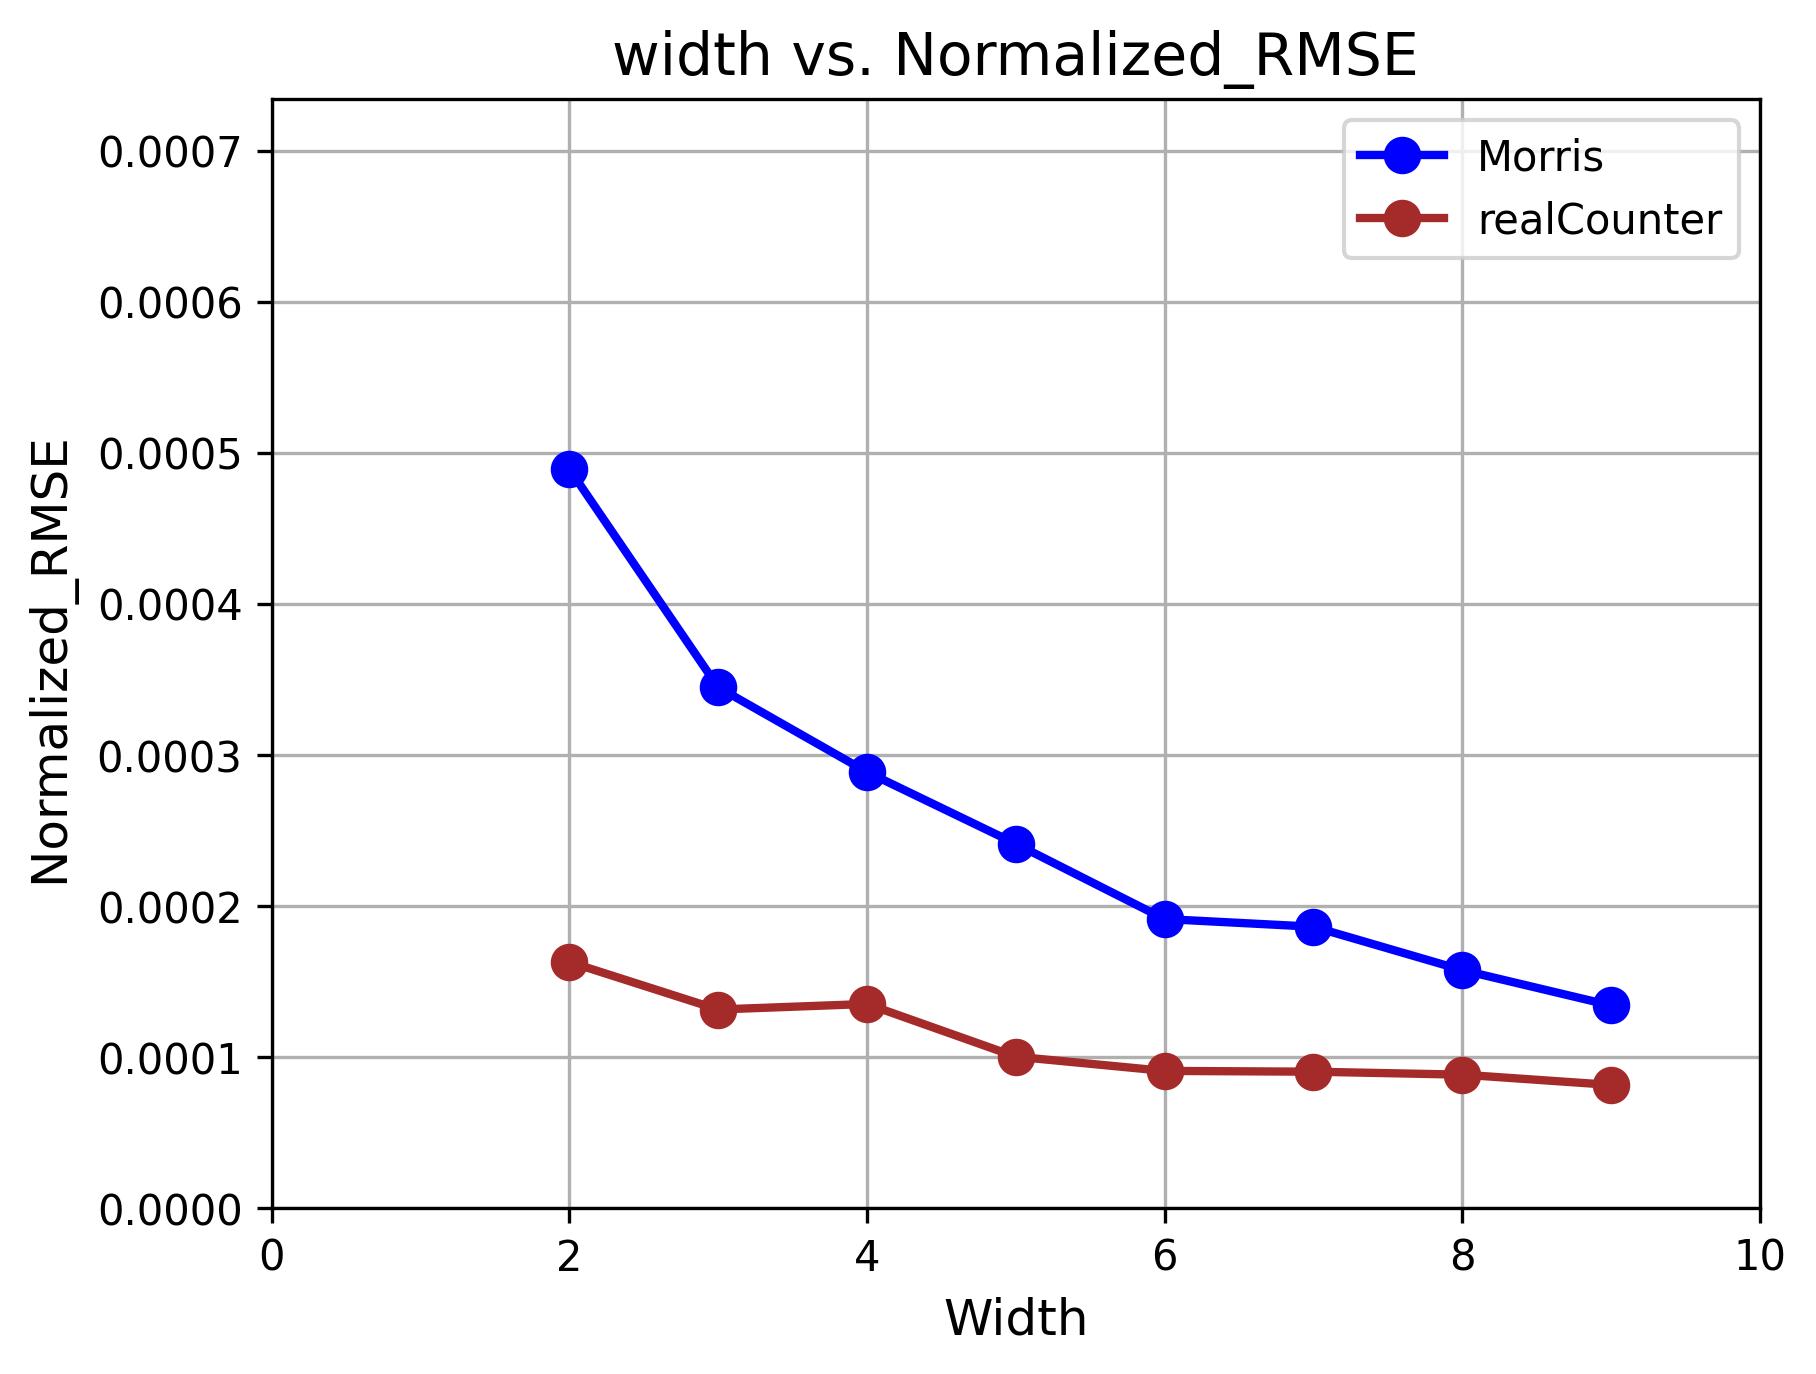 width vs. Normalized_RMSE
Morris
realCounter
Normalized_RMSE
0.0007
0.0006
0.0005
0.0004
0.0003
0.0002
0.0001
0.0000
0 2 4 6 8 10
Width